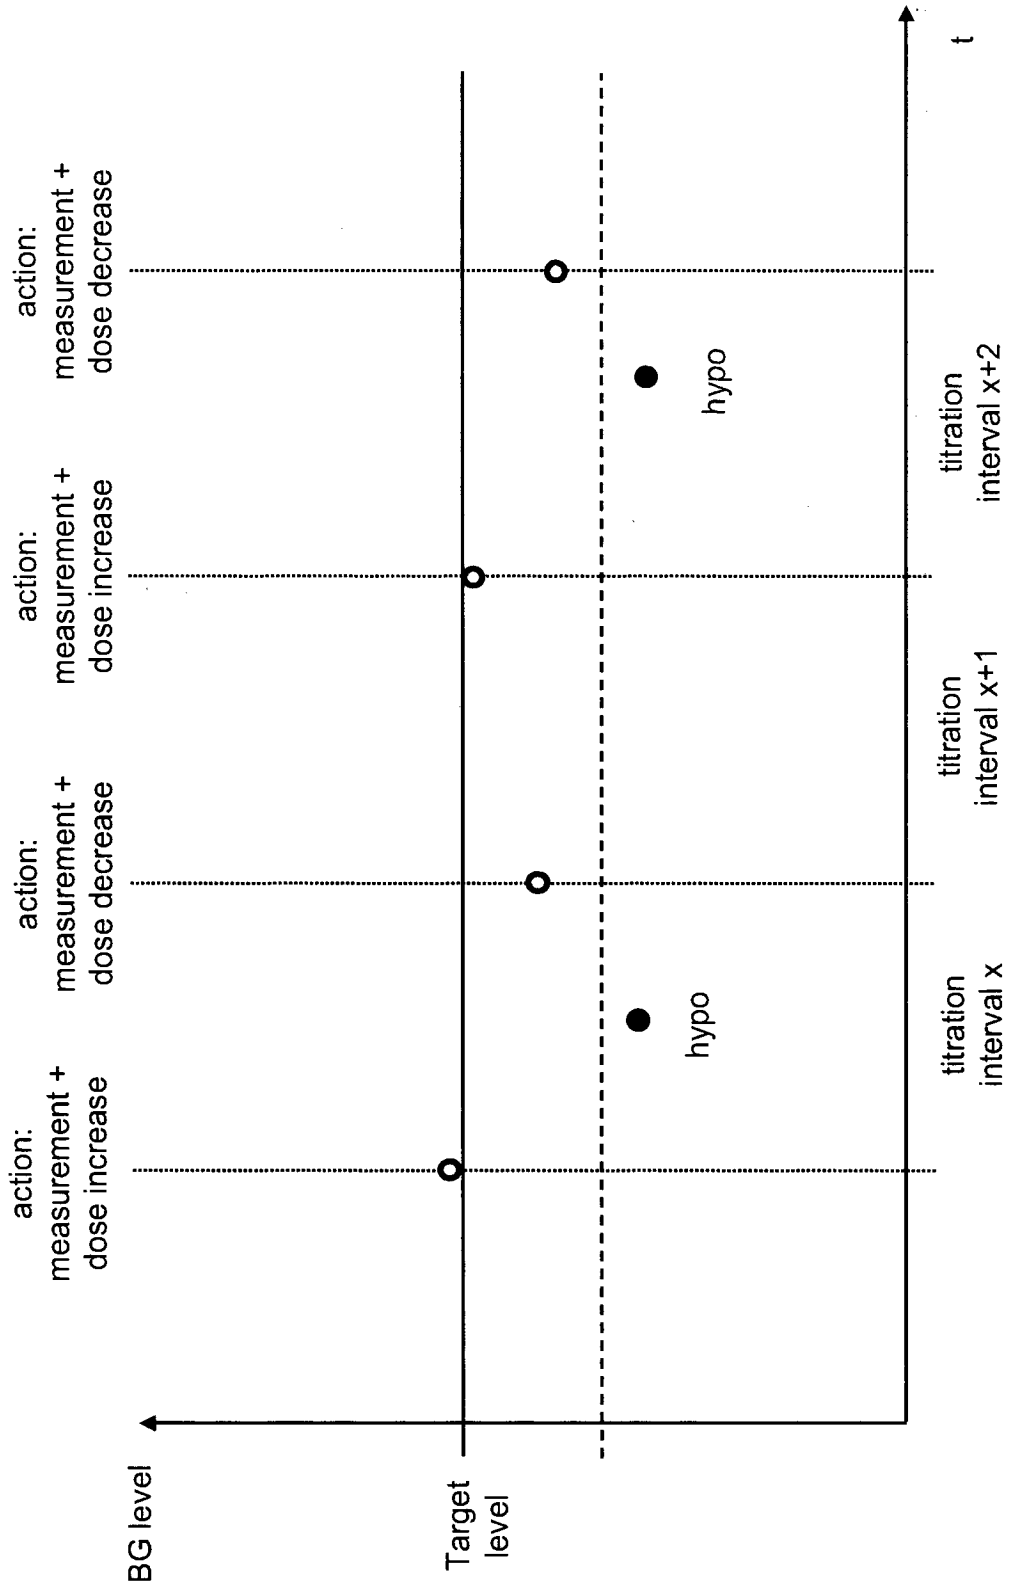 action:
measurement +
dose increase
action:
measurement +
dose decrease
action:
measurement +
dose increase
action:
measurement +
dose decrease
BG level
Target
level
hypo
hypo
t
titration
interval x
titration
interval x+1
titration
interval x+2